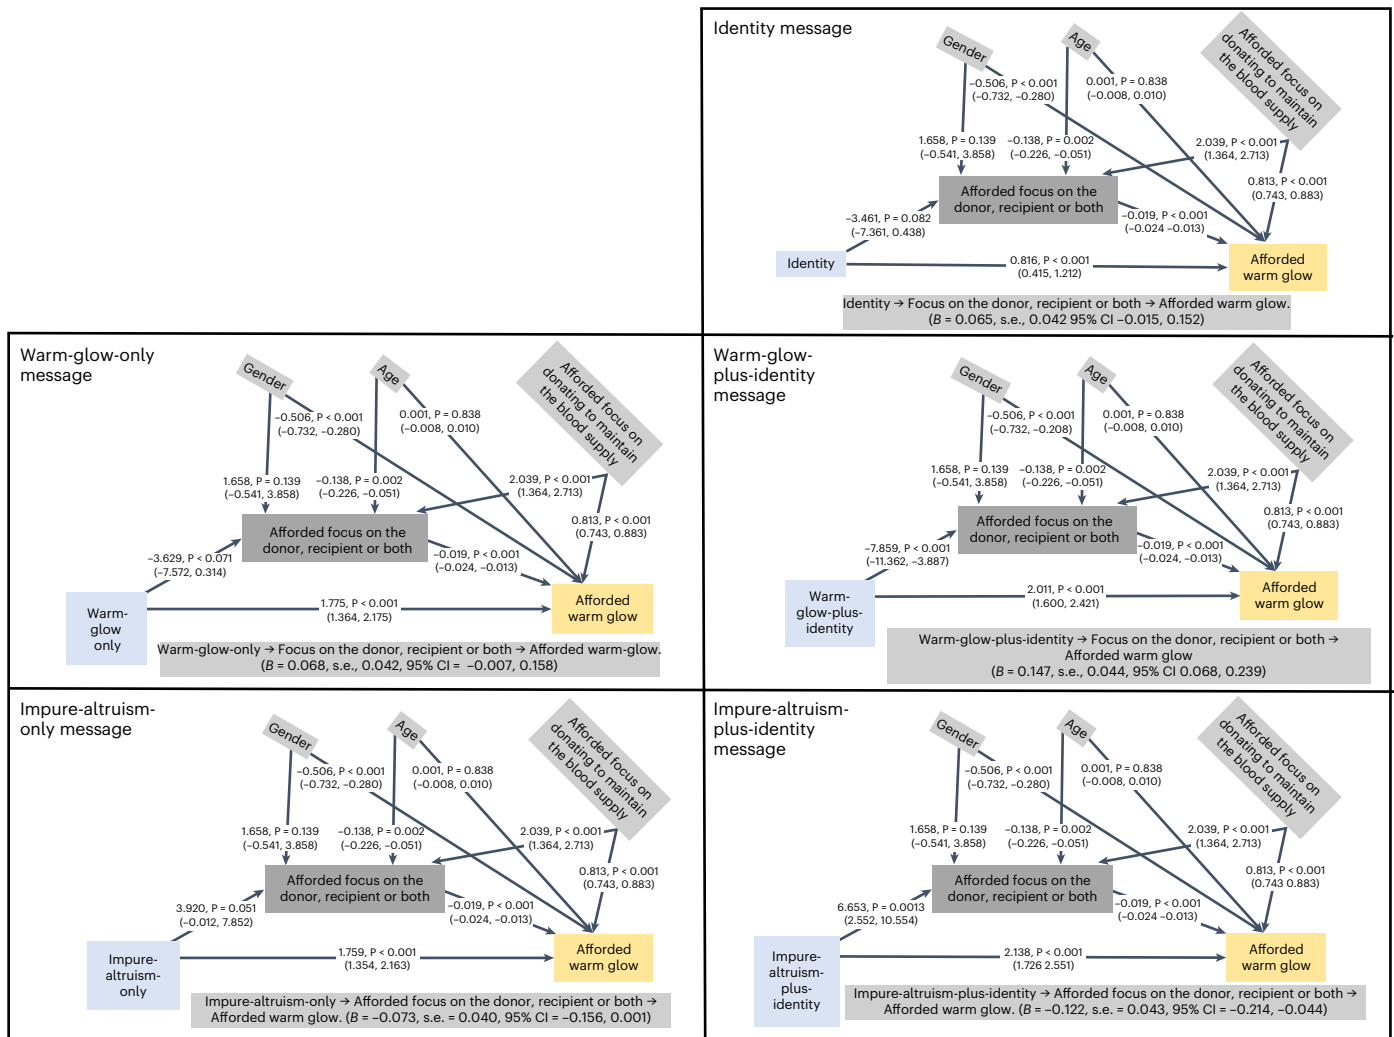 Identity message
Gender
Age
Afforded focus on
donating to maintain
the blood supply
−0.506, P < 0.001
(−0.732, −0.280)
0.001, P = 0.838
(−0.008, 0.010)
1.658, P = 0.139
(−0.541, 3.858)
−0.138, P = 0.002
(−0.226, −0.051)
2.039, P < 0.001
(1.364, 2.713)
0.813, P < 0.001
(0.743, 0.883)
Afforded focus on the
donor, recipient or both
−3.461, P = 0.082
(−7.361, 0.438)
−0.019, P < 0.001
(−0.024 −0.013)
Identity
0.816, P < 0.001
(0.415, 1.212)
Afforded
warm glow
Identity → Focus on the donor, recipient or both → Afforded warm glow.
(B = 0.065, s.e., 0.042 95% CI −0.015, 0.152)
Warm-glow-only
message
Gender
Age
Afforded focus on
donating to maintain
the blood supply
−0.506, P < 0.001
(−0.732, −0.280)
0.001, P = 0.838
(−0.008, 0.010)
1.658, P = 0.139
(−0.541, 3.858)
−0.138, P = 0.002
(−0.226, −0.051)
2.039, P < 0.001
(1.364, 2.713)
0.813, P < 0.001
(0.743, 0.883)
Afforded focus on the
donor, recipient or both
−3.629, P < 0.071
(−7.572, 0.314)
−0.019, P < 0.001
(−0.024, −0.013)
Warm-
glow
only
1.775, P < 0.001
(1.364, 2.175)
Afforded
warm glow
Warm-glow-only → Focus on the donor, recipient or both → Afforded warm-glow.
(B = 0.068, s.e., 0.042, 95% CI = −0.007, 0.158)
Warm-glow-
plus-identity
message
Gender
Age
Afforded focus on
donating to maintain
the blood supply
−0.506, P < 0.001
(−0.732, −0.208)
0.001, P = 0.838
(−0.008, 0.010)
1.658, P = 0.139
(−0.541, 3.858)
−0.138, P = 0.002
(−0.226, −0.051)
2.039, P < 0.001
(1.364, 2.713)
0.813, P < 0.001
(0.743, 0.883)
Afforded focus on the
donor, recipient or both
−7.859, P < 0.001
(−11.362, −3.887)
−0.019, P < 0.001
(−0.024, −0.013)
Warm-
glow-plus-
identity
2.011, P < 0.001
(1.600, 2.421)
Afforded
warm glow
Warm-glow-plus-identity → Focus on the donor, recipient or both →
Afforded warm glow
(B = 0.147, s.e., 0.044, 95% CI 0.068, 0.239)
Impure-altruism-
only message
Gender
Age
Afforded focus on
donating to maintain
the blood supply
−0.506, P < 0.001
(−0.732, −0.280)
0.001, P = 0.838
(−0.008, 0.010)
1.658, P = 0.139
(−0.541, 3.858)
−0.138, P = 0.002
(−0.226, −0.051)
2.039, P < 0.001
(1.364, 2.713)
0.813, P < 0.001
(0.743, 0.883)
Afforded focus on the
donor, recipient or both
3.920, P = 0.051
(−0.012, 7.852)
−0.019, P < 0.001
(−0.024, −0.013)
Impure-
altruism-
only
1.759, P < 0.001
(1.354, 2.163)
Afforded
warm glow
Impure-altruism-only → Afforded focus on the donor, recipient or both →
Afforded warm glow. (B = −0.073, s.e. = 0.040, 95% CI = −0.156, 0.001)
Impure-altruism-
plus-identity
message
Gender
Age
Afforded focus on
donating to maintain
the blood supply
−0.506, P < 0.001
(−0.732, −0.280)
0.001, P = 0.838
(−0.008, 0.010)
1.658, P = 0.139
(−0.541, 3.858)
−0.138, P = 0.002
(−0.226, −0.051)
2.039, P < 0.001
(1.364, 2.713)
0.813, P < 0.001
(0.743 0.883)
Afforded focus on the
donor, recipient or both
6.653, P = 0.0013
(2.552, 10.554)
−0.019, P < 0.001
(−0.024 −0.013)
Impure-
altruism-
plus-
identity
2.138, P < 0.001
(1.726 2.551)
Afforded
warm glow
Impure-altruism-plus-identity → Afforded focus on the donor, recipient or both →
Afforded warm glow. (B = −0.122, s.e. = 0.043, 95% CI = −0.214, −0.044)